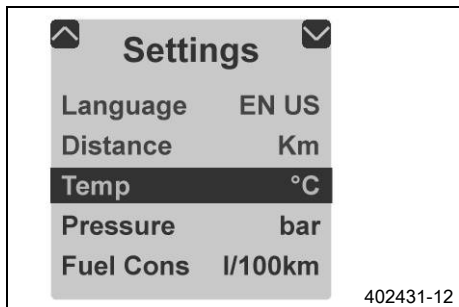 Settings
Language EN US
Distance Km
Temp °C
Pressure bar
Fuel Cons l/100km
402431-12